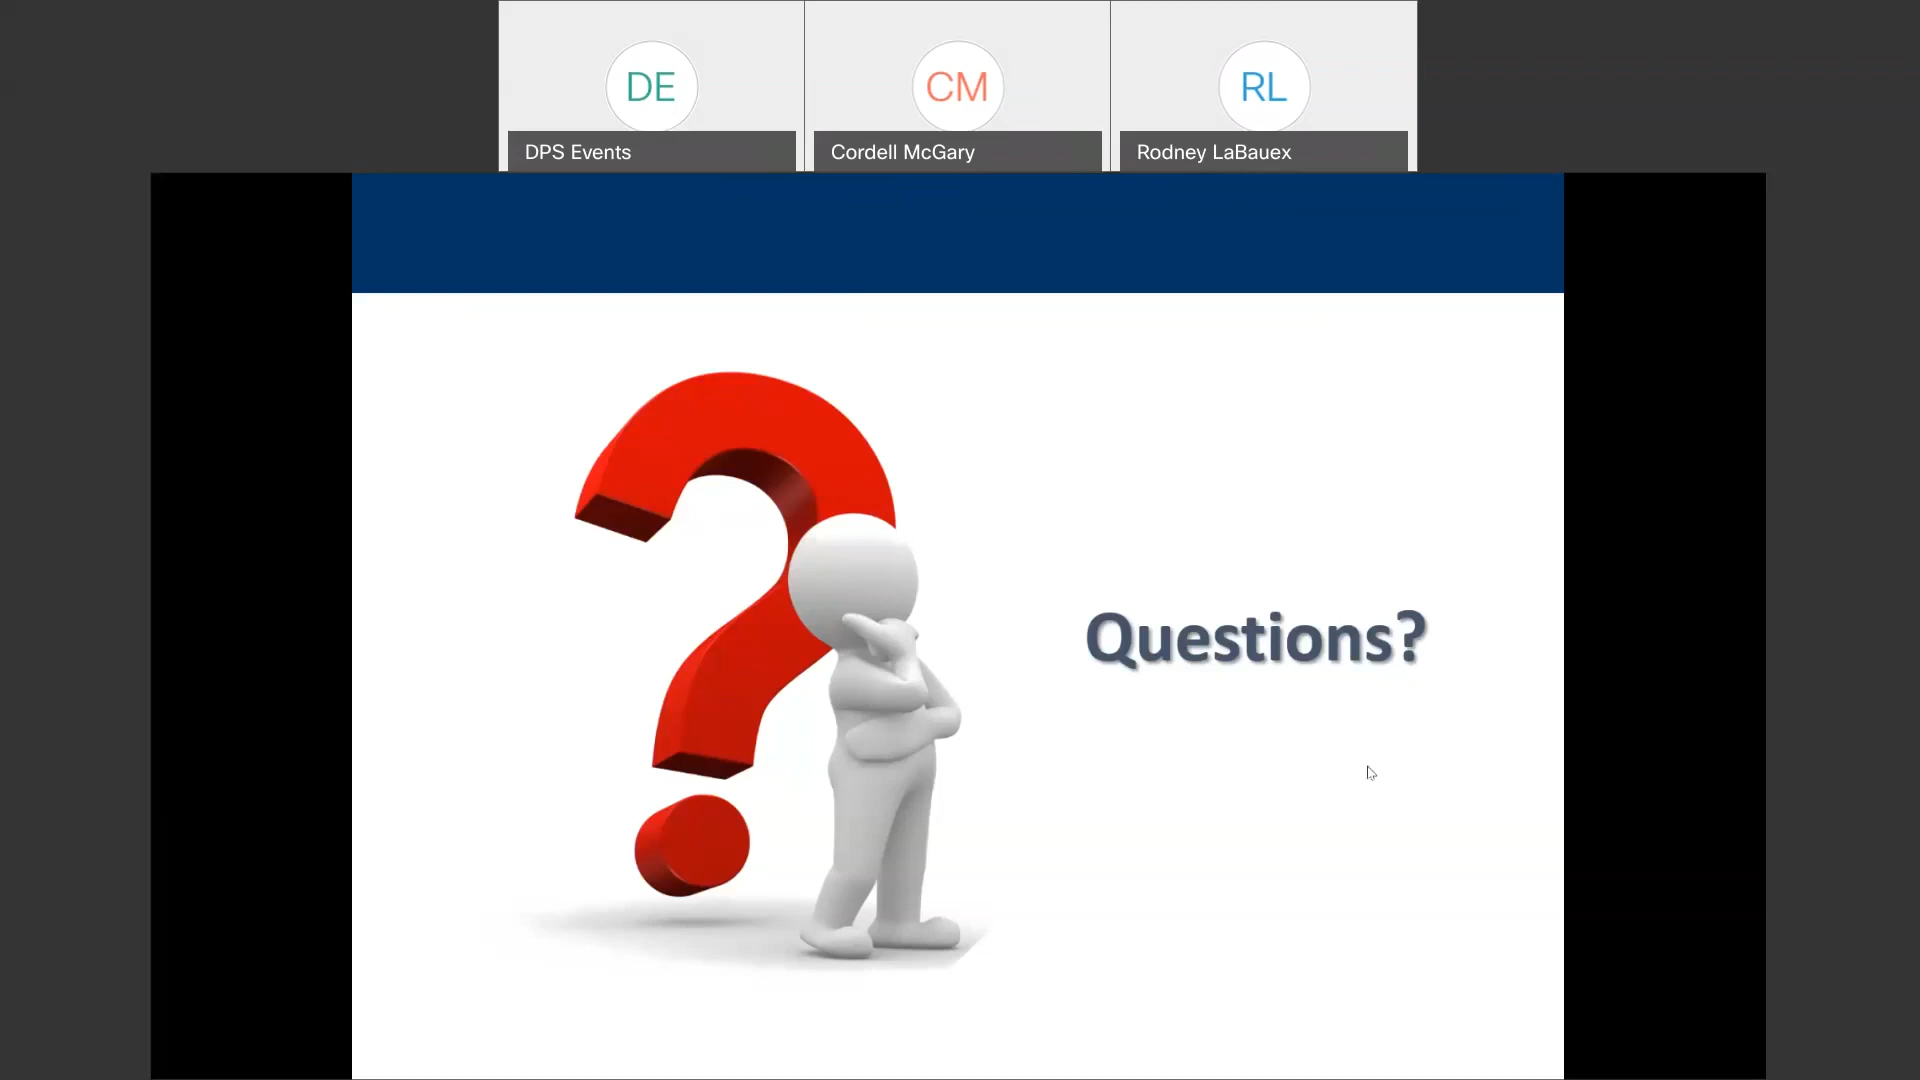 DE
CM
RL
DPS Events
Cordell McGary
Rodney LaBauex
Questions?